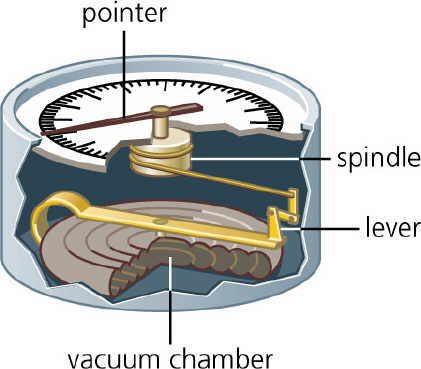 pointer
spindle
lever
vacuum chamber